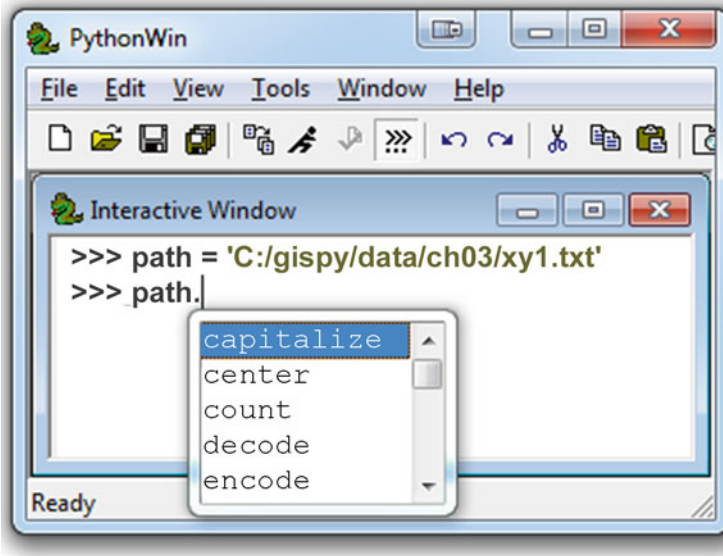 PythonWin
File Edit View Tools Window Help
Interactive Window
>>> path = 'C:/gispy/data/ch03/xy1.txt'
>>> path.
capitalize
center
count
decode
encode
Ready